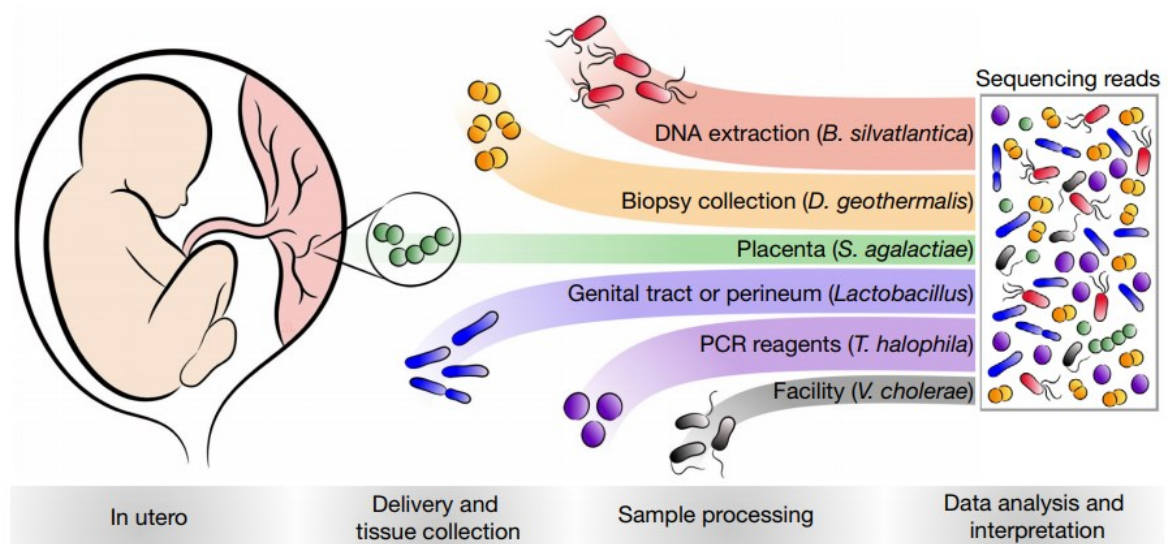 Sequencing reads
DNA extraction (B. silvatlantica)
Biopsy collection (D. geothermalis)
Placenta (S. agalactiae)
Genital tract or perineum (Lactobacillus)
PCR reagents (T. halophila)
Facility (V. cholerae)
In utero
Delivery and
tissue collection
Sample processing
Data analysis and
interpretation